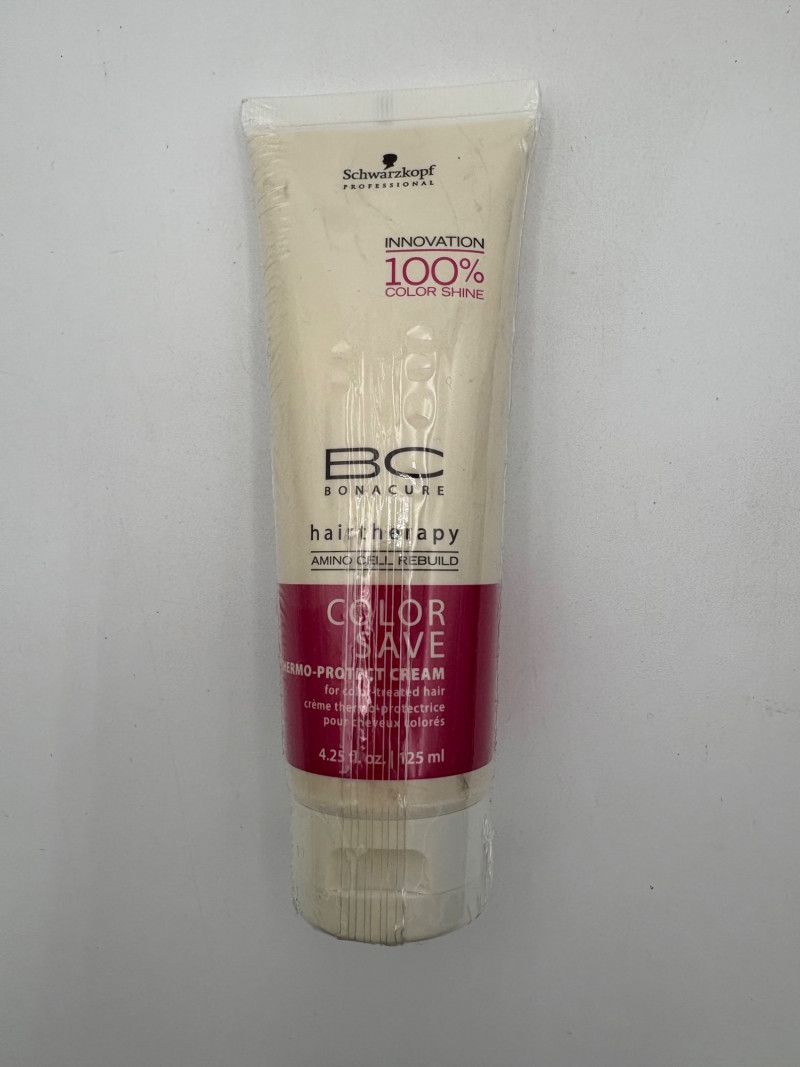 Schwarzkopf
PROFESSIONAL
INNOVATION
100%
COLOR SHINE
BC
BONACURE
hairtherapy
AMINO CELL REBUILD
COLOR
SAVE
THERMO-PROTECT CREAM
for color-treated hair
crème thermo-protectrice
pour cheveux colorés
4.25 fl. oz. | 125 ml